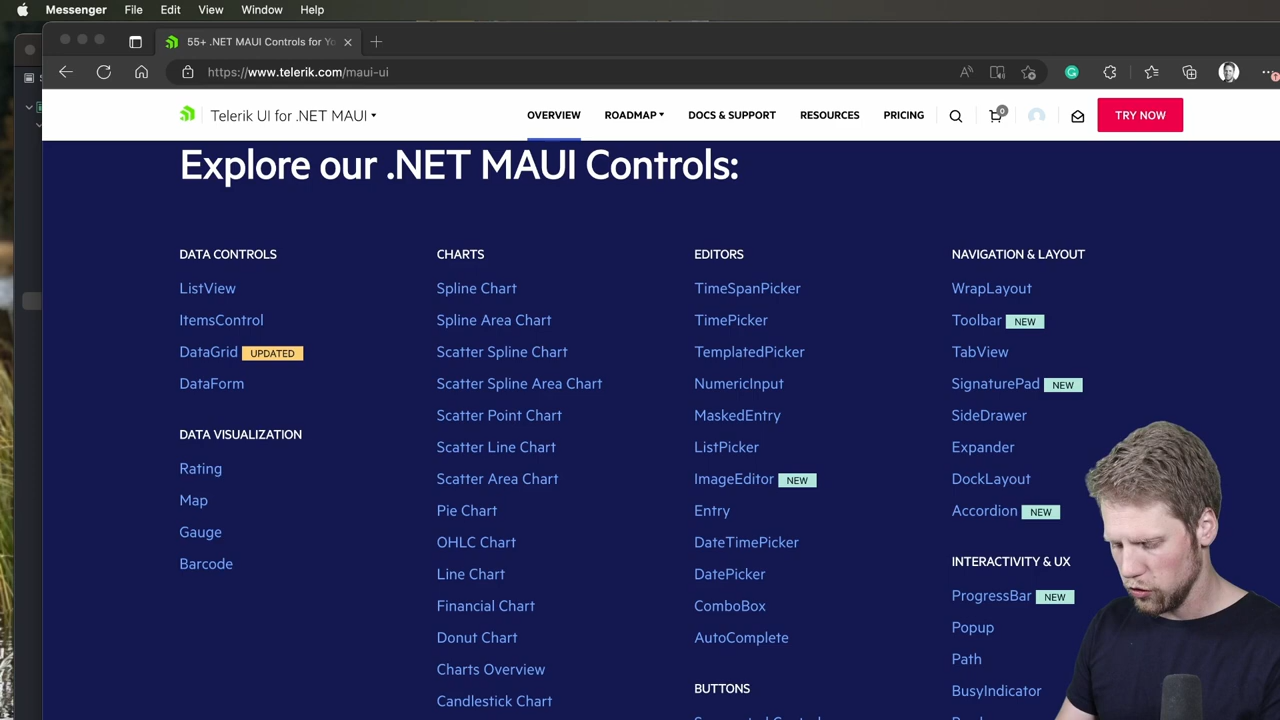 Messenger File Edit View Window Help
55+ .NET MAUI Controls for Yo
https://www.telerik.com/maui-ui
Telerik UI for .NET MAUI
OVERVIEW ROADMAP DOCS & SUPPORT RESOURCES PRICING 0 TRY NOW
Explore our .NET MAUI Controls:
DATA CONTROLS
ListView
ItemsControl
DataGrid UPDATED
DataForm
DATA VISUALIZATION
Rating
Map
Gauge
Barcode
CHARTS
Spline Chart
Spline Area Chart
Scatter Spline Chart
Scatter Spline Area Chart
Scatter Point Chart
Scatter Line Chart
Scatter Area Chart
Pie Chart
OHLC Chart
Line Chart
Financial Chart
Donut Chart
Charts Overview
Candlestick Chart
EDITORS
TimeSpanPicker
TimePicker
TemplatedPicker
NumericInput
MaskedEntry
ListPicker
ImageEditor NEW
Entry
DateTimePicker
DatePicker
ComboBox
AutoComplete
BUTTONS
NAVIGATION & LAYOUT
WrapLayout
Toolbar NEW
TabView
SignaturePad NEW
SideDrawer
Expander
DockLayout
Accordion NEW
INTERACTIVITY & UX
ProgressBar NEW
Popup
Path
BusyIndicator